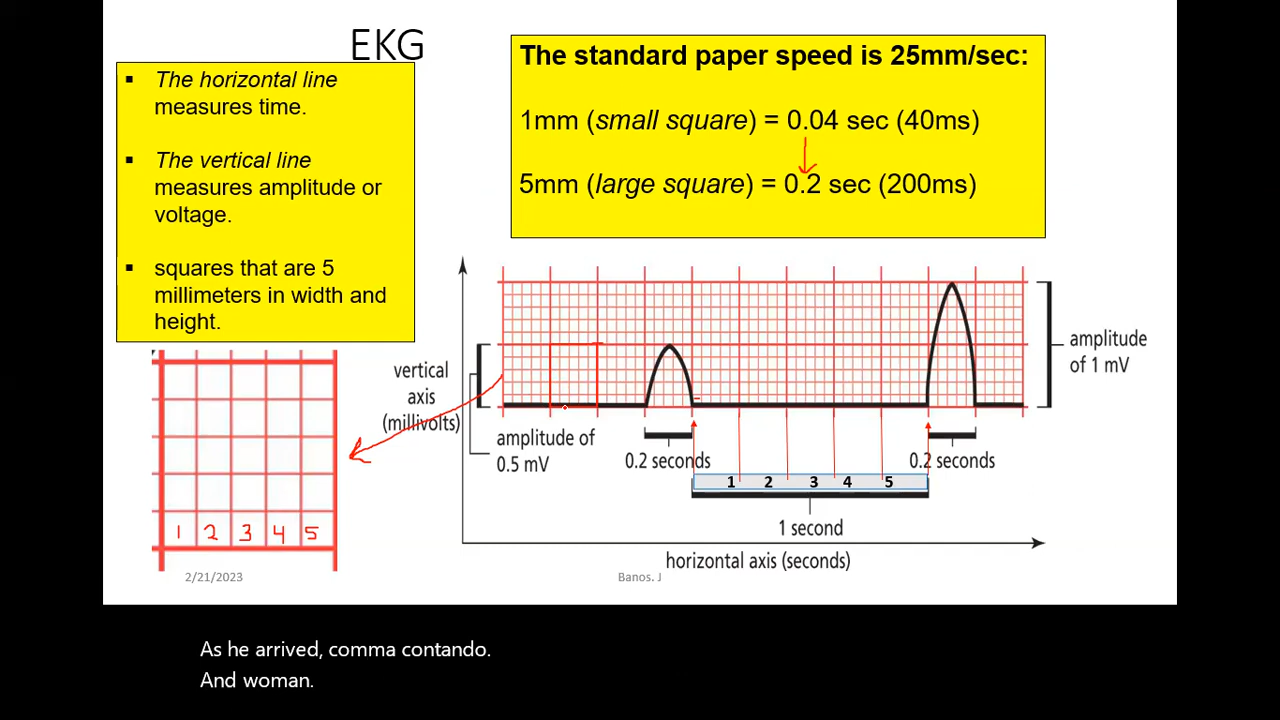 EKG
▪ The horizontal line
measures time.
▪ The vertical line
measures amplitude or
voltage.
▪ squares that are 5
millimeters in width and
height.
The standard paper speed is 25mm/sec:
1mm (small square) = 0.04 sec (40ms)
5mm (large square) = 0.2 sec (200ms)
vertical
axis
(millivolts)
amplitude of
0.5 mV
0.2 seconds
amplitude
of 1 mV
0.2 seconds
1 2 3 4 5
1 second
horizontal axis (seconds)
1 2 3 4 5
2/21/2023
Banos. J
As he arrived, comma contando.
And woman.